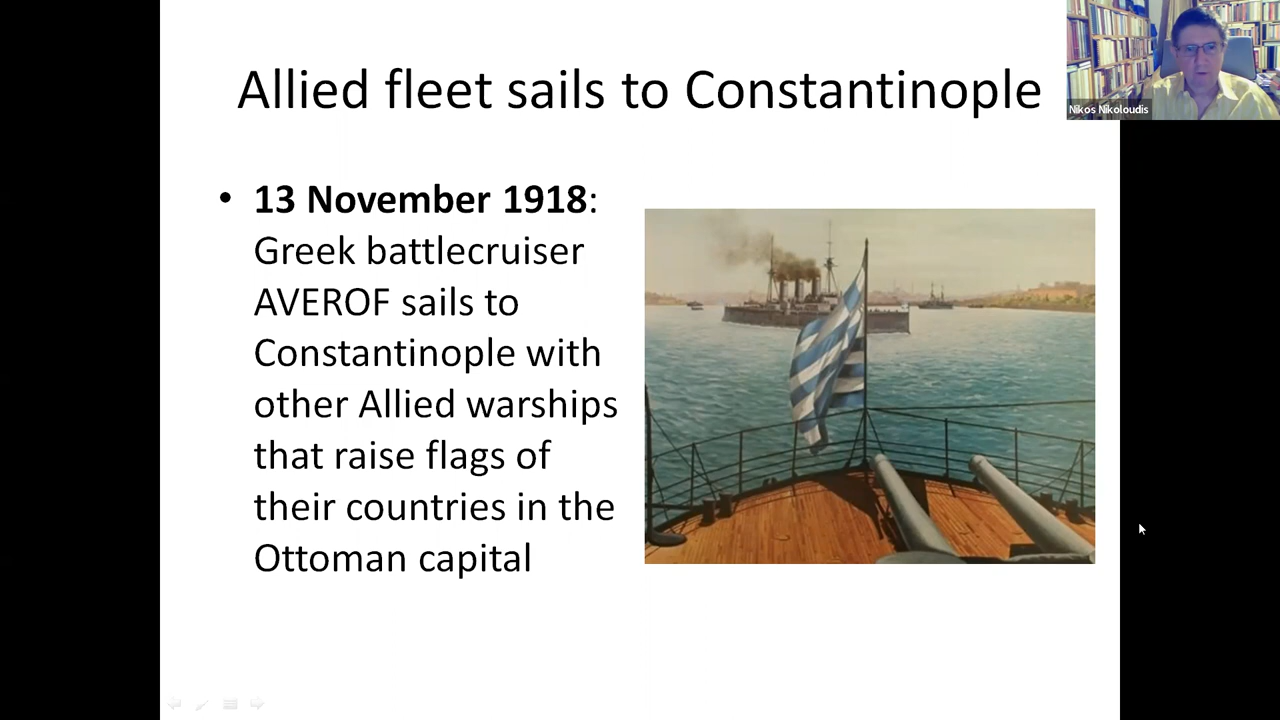 Allied fleet sails to Constantinople
Nikos Nikoloudis
• 13 November 1918:
Greek battlecruiser
AVEROF sails to
Constantinople with
other Allied warships
that raise flags of
their countries in the
Ottoman capital